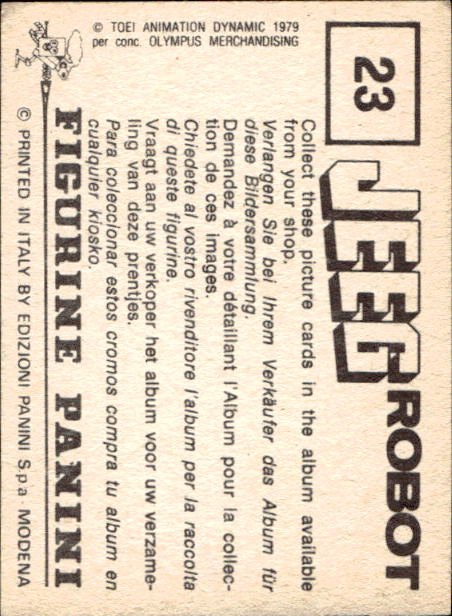 23
JEEG ROBOT
Collect these picture cards in the album available
from your shop.
Verlangen Sie bei Ihrem Verkäufer das Album für
diese Bildersammlung.
Demandez à votre détaillant l'Album pour la collec-
tion de ces images.
Chiedete al vostro rivenditore l'album per la raccolta
di queste figurine.
Vraagt aan uw verkoper het album voor uw verzame-
ling van deze prentjes.
Para coleccionar estos cromos compra tu album en
cualquier kiosko.
FIGURINE PANINI
© PRINTED IN ITALY BY EDIZIONI PANINI S.p.a - MODENA
© TOEI ANIMATION DYNAMIC 1979
per conc. OLYMPUS MERCHANDISING